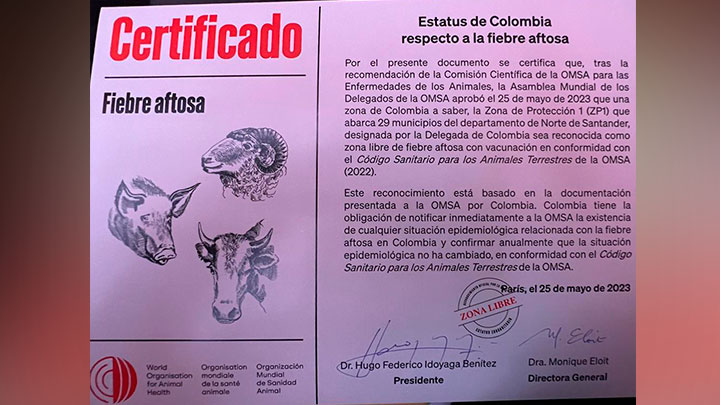 Certificado
Fiebre aftosa
World
Organisation
for Animal
Health
Organisation
mondiale
de la santé
animale
Organización
Mundial
de Sanidad
Animal
Estatus de Colombia
respecto a la fiebre aftosa
Por el presente documento se certifica que, tras la
recomendación de la Comisión Científica de la OMSA para las
Enfermedades de los Animales, la Asamblea Mundial de los
Delegados de la OMSA aprobó el 25 de mayo de 2023 que una
zona de Colombia a saber, la Zona de Protección 1 (ZP1) que
abarca 29 municipios del departamento de Norte de Santander,
designada por la Delegada de Colombia sea reconocida como
zona libre de fiebre aftosa con vacunación en conformidad con
el Código Sanitario para los Animales Terrestres de la OMSA
(2022).
Este reconocimiento está basado en la documentación
presentada a la OMSA por Colombia. Colombia tiene la
obligación de notificar inmediatamente a la OMSA la existencia
de cualquier situación epidemiológica relacionada con la fiebre
aftosa en Colombia y confirmar anualmente que la situación
epidemiológica no ha cambiado, en conformidad con el Código
Sanitario para los Animales Terrestres de la OMSA.
París, el 25 de mayo de 2023
ZONA LIBRE
M. Eloit
Dr. Hugo Federico Idoyaga Benítez
Presidente
Dra. Monique Eloit
Directora General